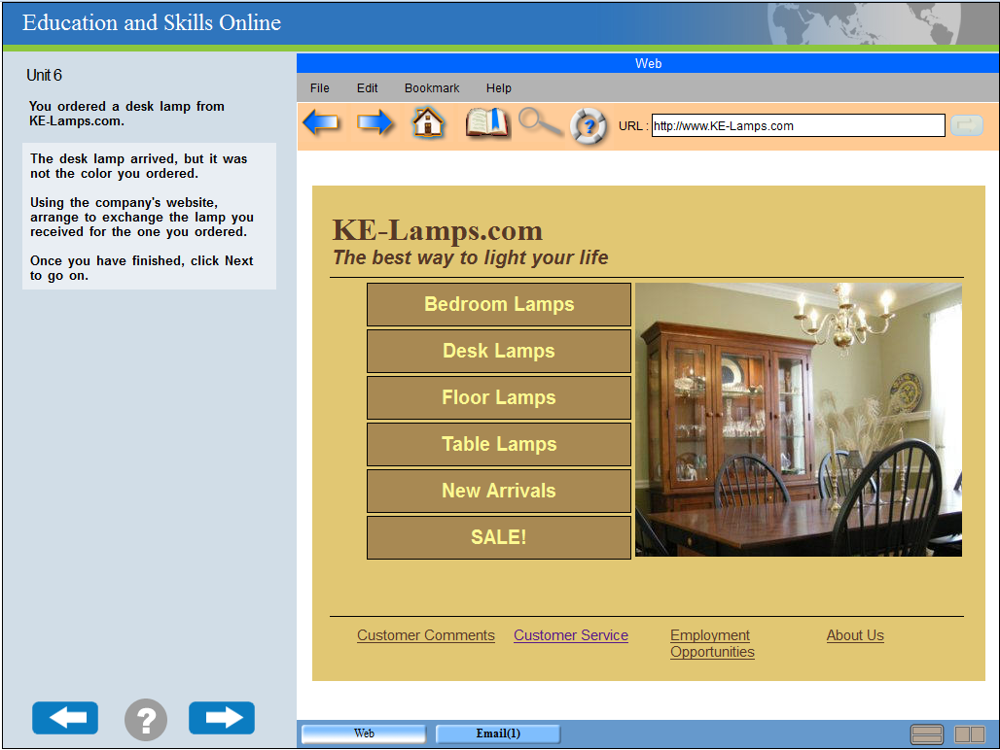 Education and Skills Online
Unit 6
You ordered a desk lamp from
KE-Lamps.com.
The desk lamp arrived, but it was
not the color you ordered.
Using the company's website,
arrange to exchange the lamp you
received for the one you ordered.
Once you have finished, click Next
to go on.
Web
File Edit Bookmark Help
? URL : http://www.KE-Lamps.com
KE-Lamps.com
The best way to light your life
Bedroom Lamps
Desk Lamps
Floor Lamps
Table Lamps
New Arrivals
SALE!
Customer Comments Customer Service Employment About Us
Opportunities
?
Web Email(1)